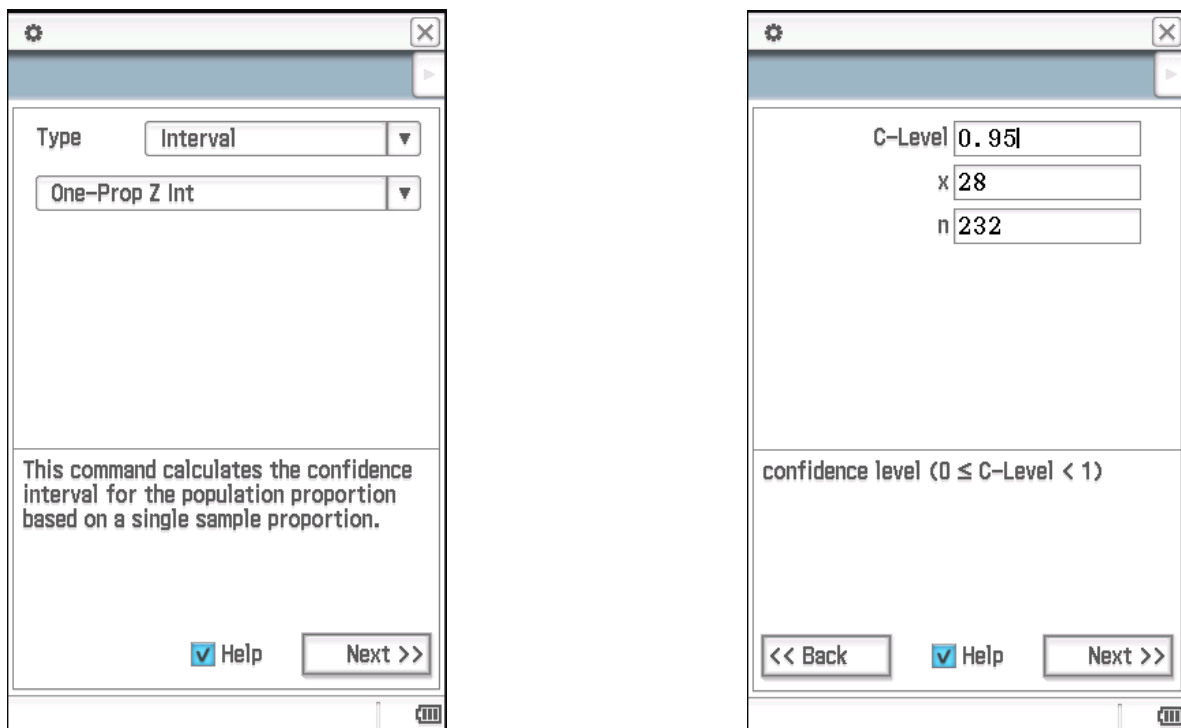 Type Interval
One-Prop Z Int
This command calculates the confidence
interval for the population proportion
based on a single sample proportion.
Help Next >>
C-Level 0.95
x 28
n 232
confidence level (0 ≤ C-Level < 1)
<< Back Help Next >>